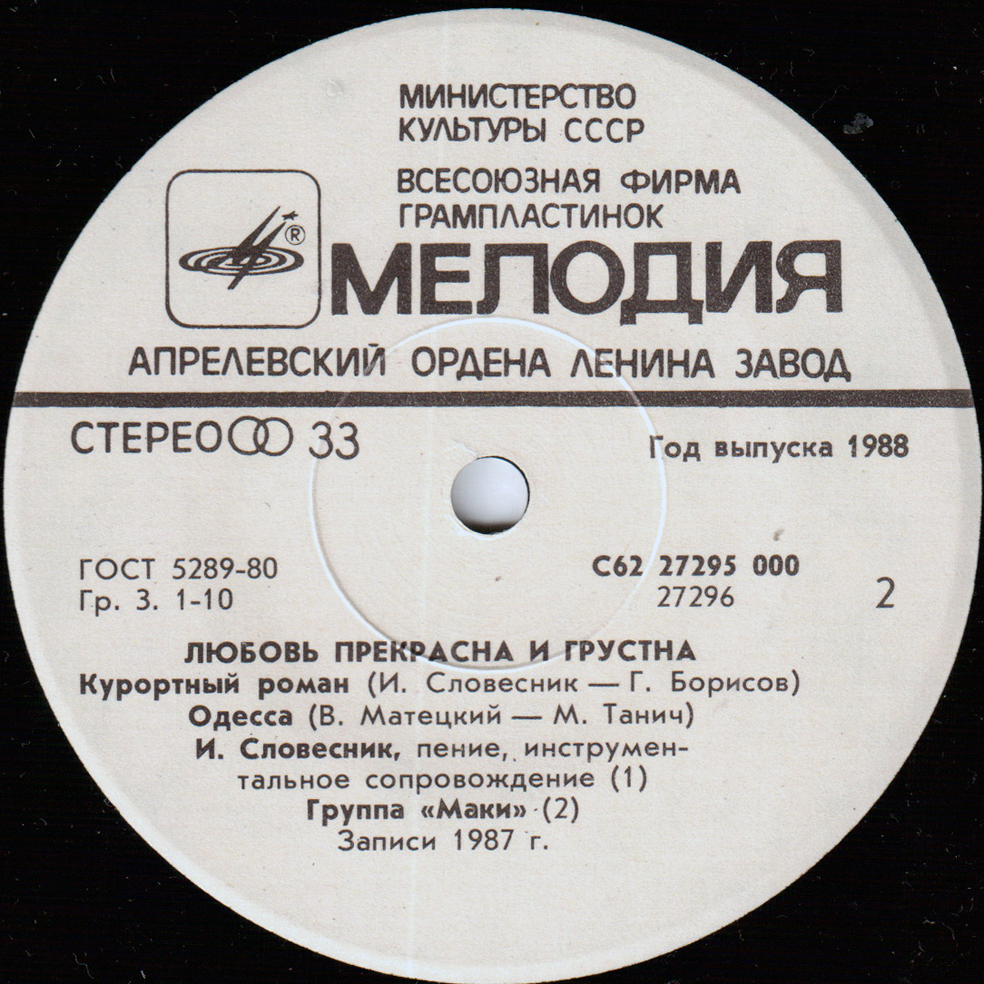 МИНИСТЕРСТВО
КУЛЬТУРЫ СССР
ВСЕСОЮЗНАЯ ФИРМА
ГРАМПЛАСТИНОК
®
МЕЛОДИЯ
АПРЕЛЕВСКИЙ ОРДЕНА ЛЕНИНА ЗАВОД
СТЕРЕО 33
Год выпуска 1988
ГОСТ 5289-80
Гр. 3. 1-10
С62 27295 000
27296
2
ЛЮБОВЬ ПРЕКРАСНА И ГРУСТНА
Курортный роман (И. Словесник — Г. Борисов)
Одесса (В. Матецкий — М. Танич)
И. Словесник, пение, инструмен-
тальное сопровождение (1)
Группа «Маки» (2)
Записи 1987 г.